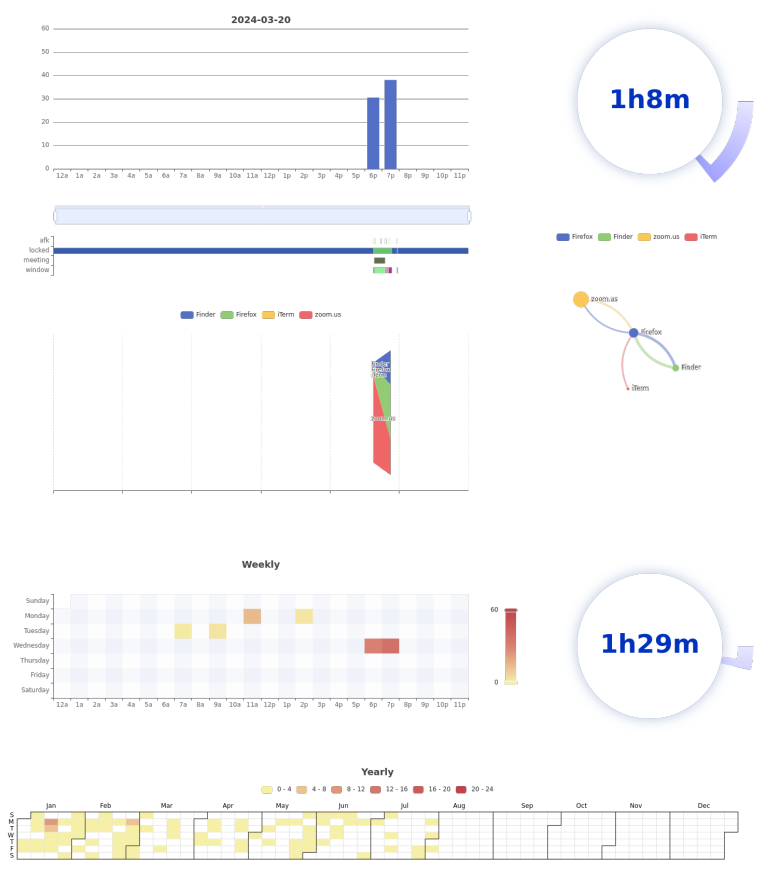 2024-03-20
60
50
40
30
20
10
0
12a 1a 2a 3a 4a 5a 6a 7a 8a 9a 10a 11a 12p 1p 2p 3p 4p 5p 6p 7p 8p 9p 10p 11p
1h8m
afk
locked
meeting
window
Firefox Finder zoom.us iTerm
zoom.us
Firefox
Finder
iTerm
Finder Firefox iTerm zoom.us
Finder
Firefox
iTerm
zoom.us
Weekly
Sunday
Monday
Tuesday
Wednesday
Thursday
Friday
Saturday
12a 1a 2a 3a 4a 5a 6a 7a 8a 9a 10a 11a 12p 1p 2p 3p 4p 5p 6p 7p 8p 9p 10p 11p
60
0
1h29m
Yearly
0 - 4 4 - 8 8 - 12 12 - 16 16 - 20 20 - 24
Jan Feb Mar Apr May Jun Jul Aug Sep Oct Nov Dec
S
M
T
W
T
F
S